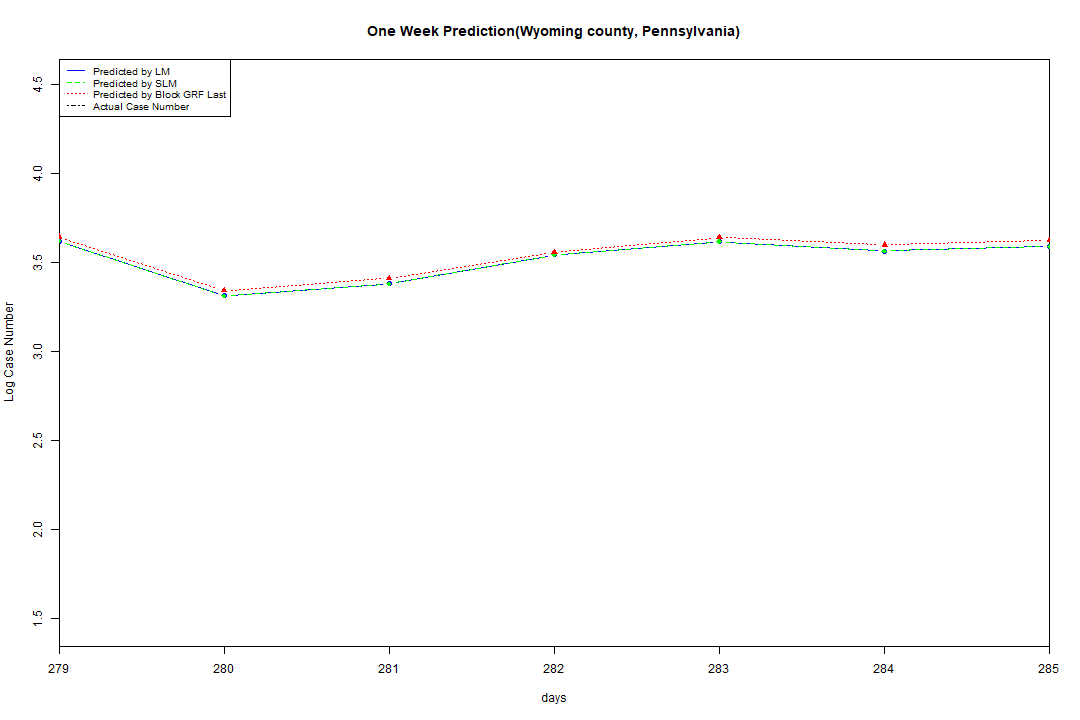 One Week Prediction(Wyoming county, Pennsylvania)
Predicted by LM
Predicted by SLM
Predicted by Block GRF Last
Actual Case Number
4.5
4.0
3.5
3.0
2.5
2.0
1.5
Log Case Number
279 280 281 282 283 284 285
days